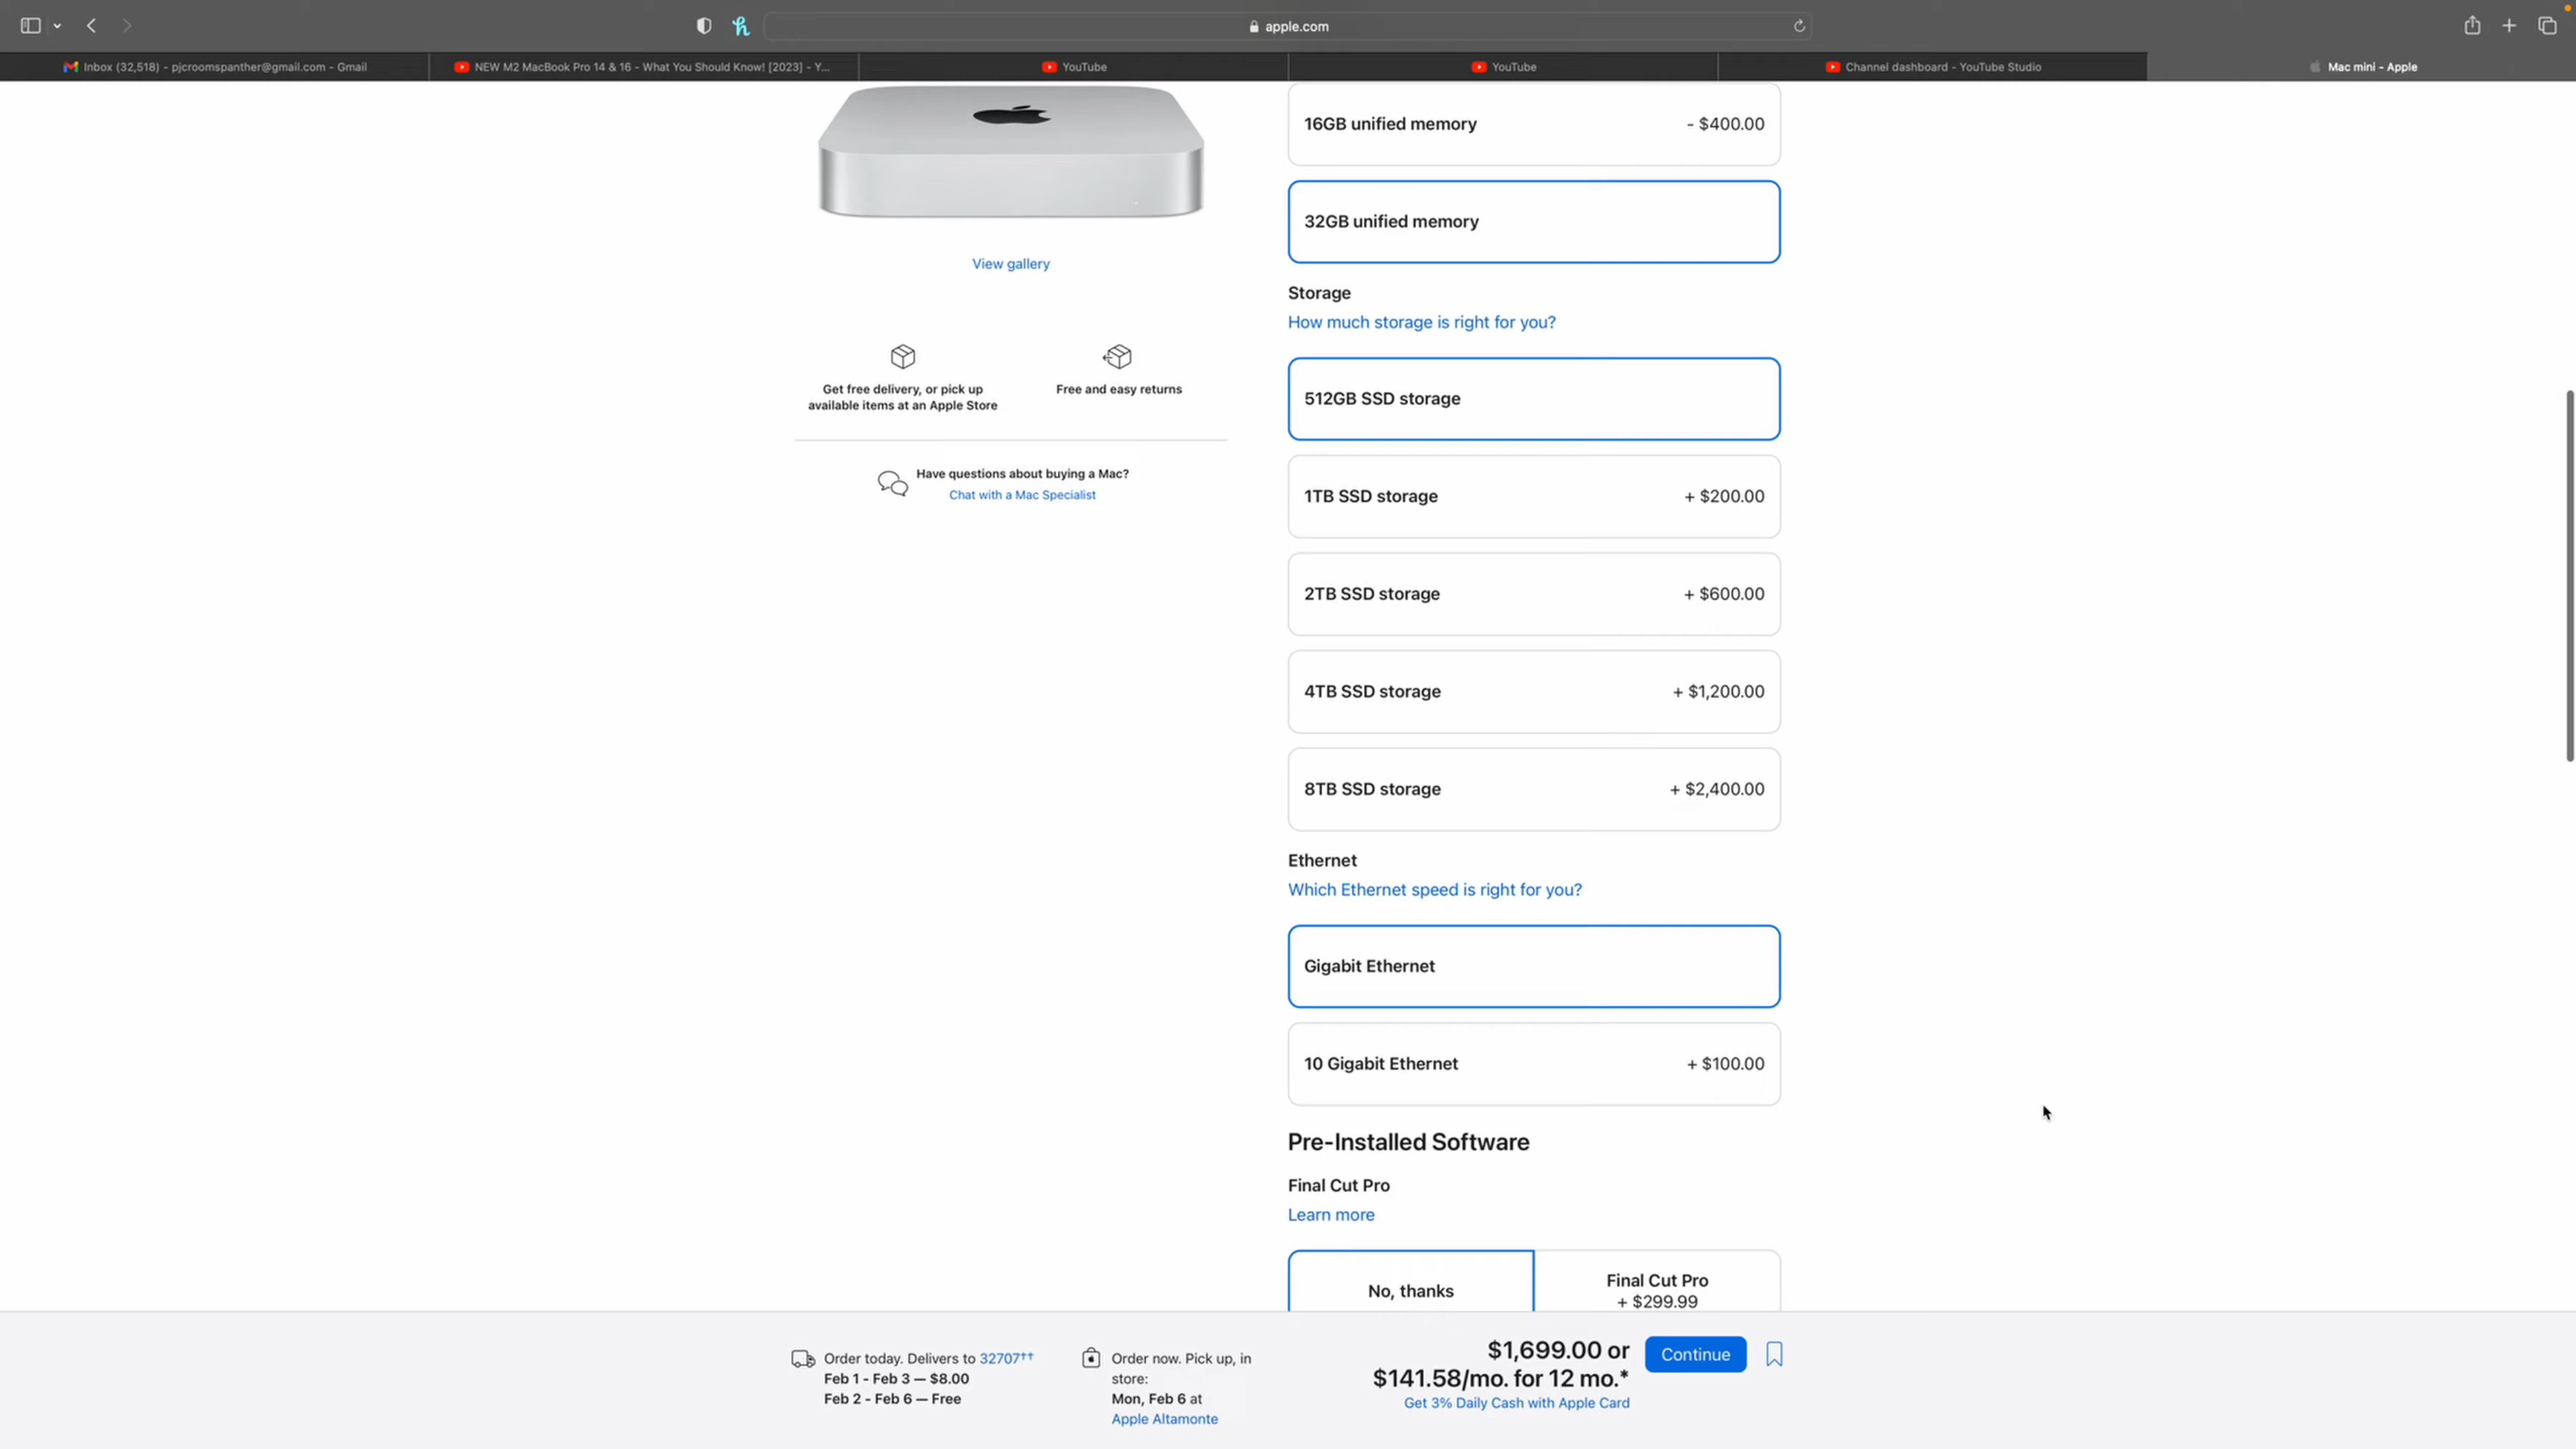 apple.com
Inbox (32,518) - pjcroomspanther@gmail.com - Gmail
NEW M2 MacBook Pro 14 & 16 - What You Should Know! [2023] - Y...
YouTube
YouTube
Channel dashboard - YouTube Studio
Mac mini - Apple
View gallery
Get free delivery, or pick up
available items at an Apple Store
Free and easy returns
Have questions about buying a Mac?
Chat with a Mac Specialist
16GB unified memory - $400.00
32GB unified memory
Storage
How much storage is right for you?
512GB SSD storage
1TB SSD storage + $200.00
2TB SSD storage + $600.00
4TB SSD storage + $1,200.00
8TB SSD storage + $2,400.00
Ethernet
Which Ethernet speed is right for you?
Gigabit Ethernet
10 Gigabit Ethernet + $100.00
Pre-Installed Software
Final Cut Pro
Learn more
No, thanks
Final Cut Pro
+ $299.99
Order today. Delivers to 32707††
Feb 1 - Feb 3 — $8.00
Feb 2 - Feb 6 — Free
Order now. Pick up, in
store:
Mon, Feb 6 at
Apple Altamonte
$1,699.00 or
$141.58/mo. for 12 mo.*
Get 3% Daily Cash with Apple Card
Continue